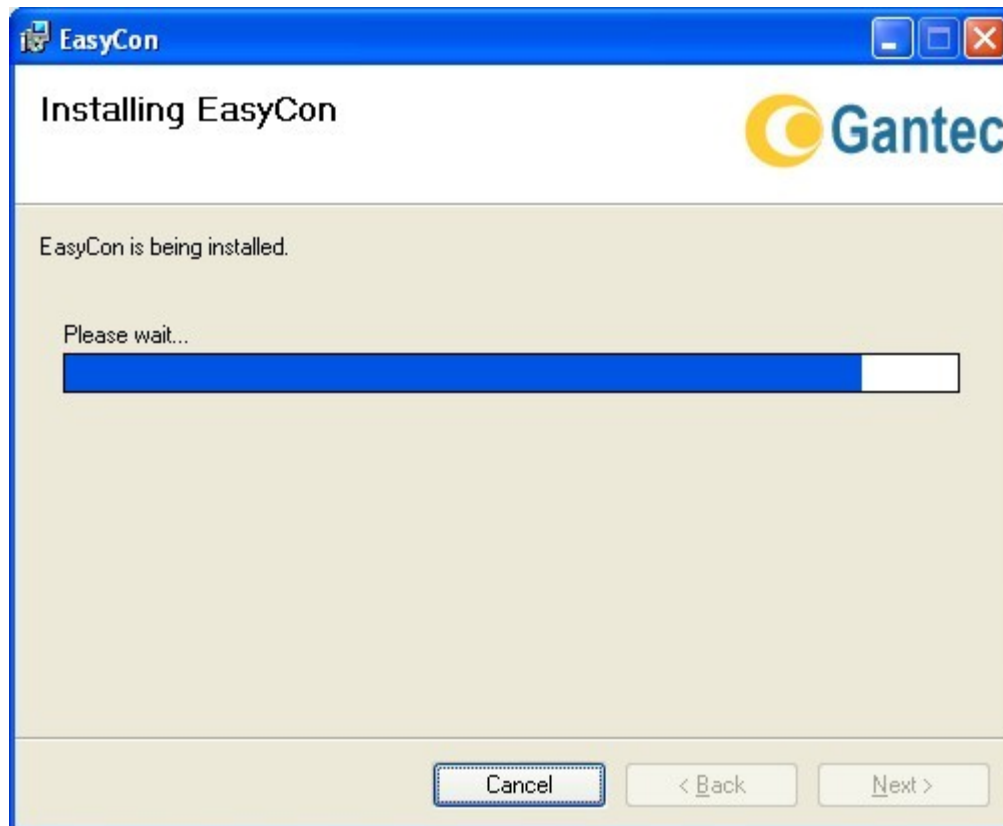 EasyCon
Installing EasyCon
Gantec
EasyCon is being installed.
Please wait...
Cancel
< Back
Next >